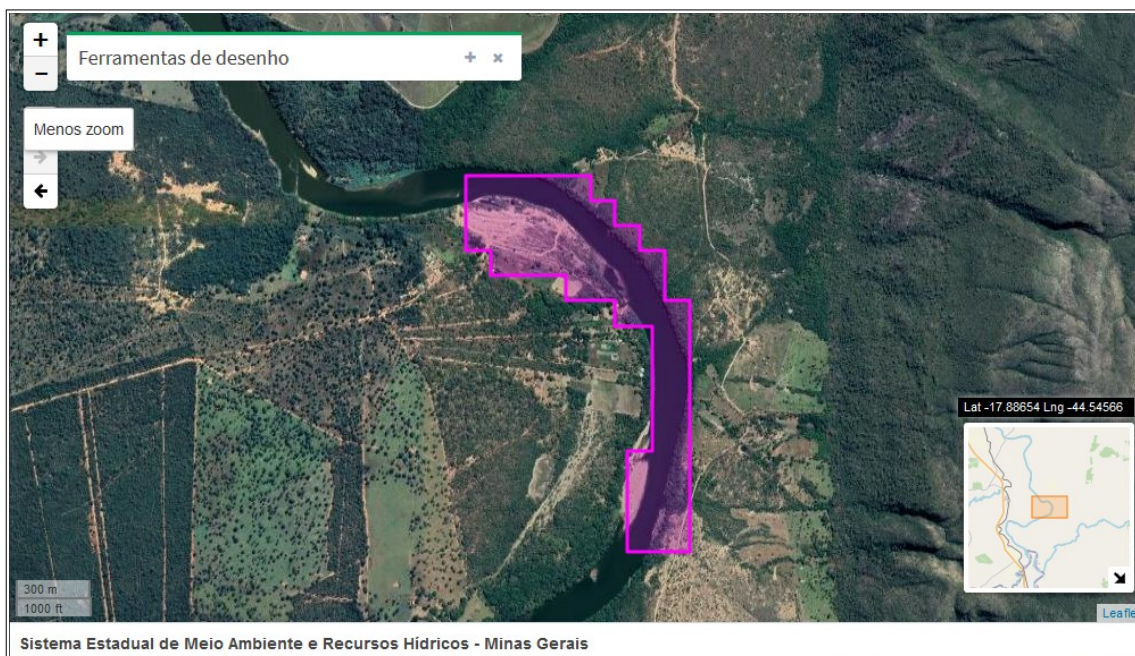 +
Ferramentas de desenho + ×
−
Menos zoom
Lat -17.88654 Lng -44.54566
300 m
1000 ft
Leafle
Sistema Estadual de Meio Ambiente e Recursos Hídricos - Minas Gerais